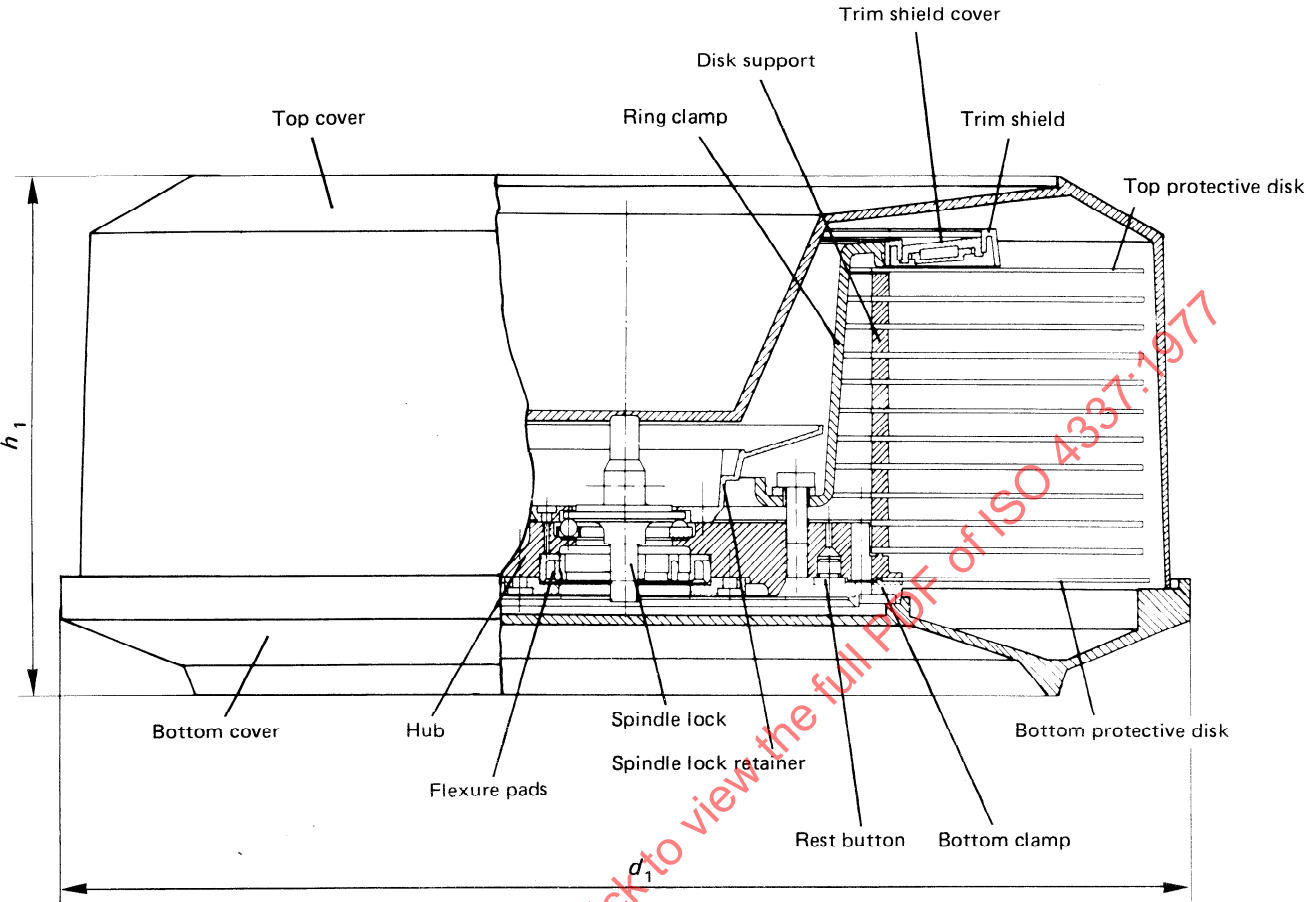 Trim shield cover
Disk support
Ring clamp
Top cover
Trim shield
Top protective disk
h1
Bottom cover
Hub
Spindle lock
Bottom protective disk
Spindle lock retainer
Flexure pads
Rest button
Bottom clamp
d1
ck to view the full PDF of ISO 4337:1977